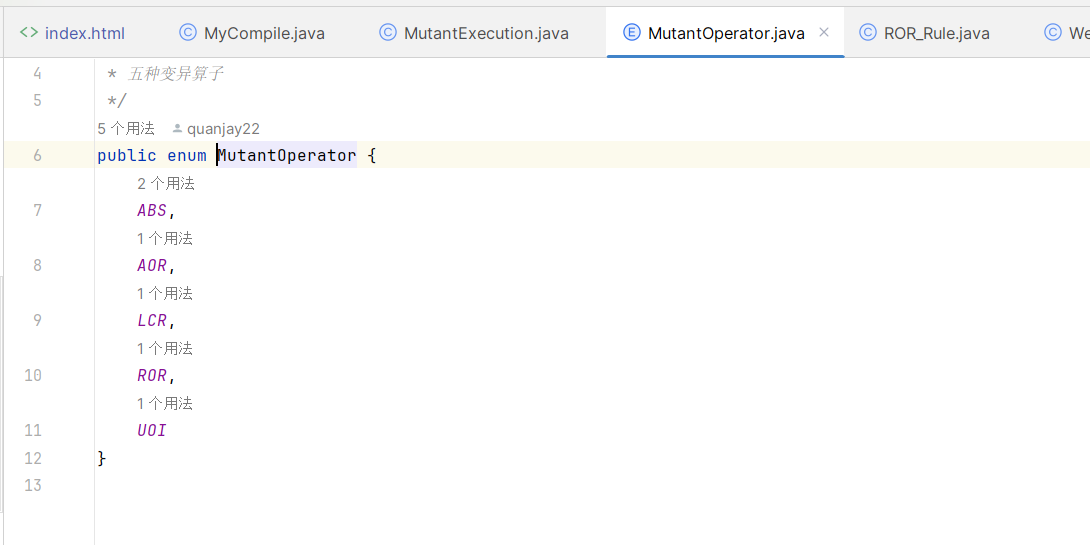 <> index.html C MyCompile.java C MutantExecution.java E MutantOperator.java × C ROR_Rule.java C We
4 * 五种变异算子
5 */
5 个用法 quanjay22
6 public enum MutantOperator {
2 个用法
7 ABS,
1 个用法
8 AOR,
1 个用法
9 LCR,
1 个用法
10 ROR,
1 个用法
11 UOI
12 }
13